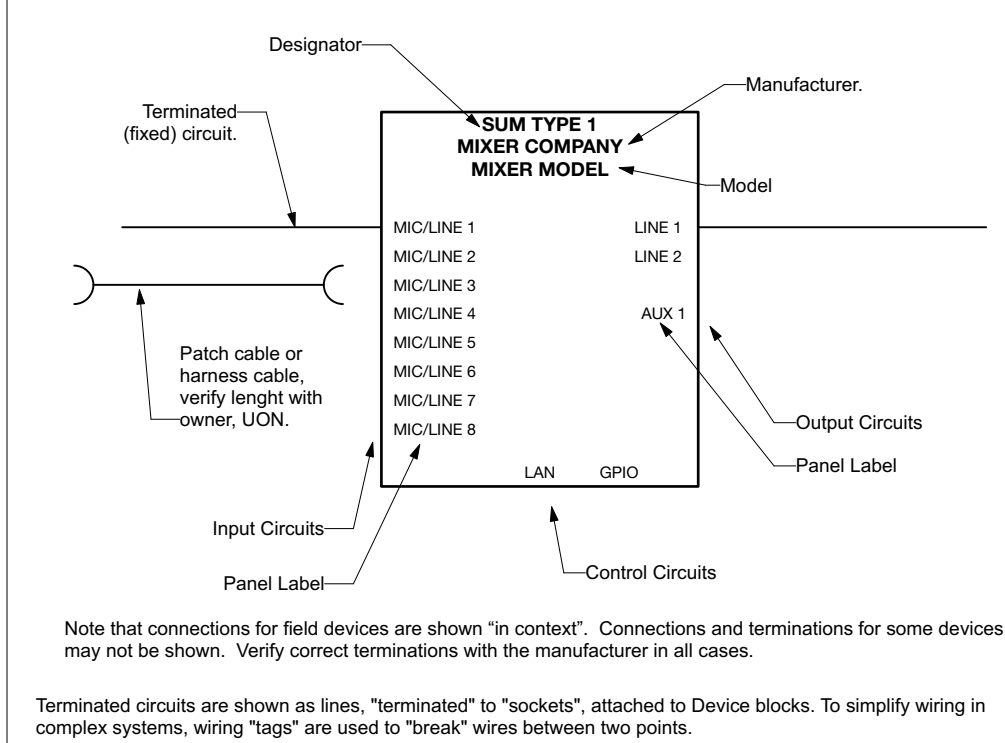 Designator
Manufacturer.
Terminated
(fixed) circuit.
SUM TYPE 1
MIXER COMPANY
MIXER MODEL
Model
MIC/LINE 1
LINE 1
MIC/LINE 2
LINE 2
MIC/LINE 3
MIC/LINE 4
AUX 1
MIC/LINE 5
MIC/LINE 6
MIC/LINE 7
MIC/LINE 8
Patch cable or
harness cable,
verify lenght with
owner, UON.
Output Circuits
Panel Label
LAN
GPIO
Input Circuits
Panel Label
Control Circuits
Note that connections for field devices are shown “in context”. Connections and terminations for some devices
may not be shown. Verify correct terminations with the manufacturer in all cases.
Terminated circuits are shown as lines, "terminated" to "sockets", attached to Device blocks. To simplify wiring in
complex systems, wiring "tags" are used to "break" wires between two points.